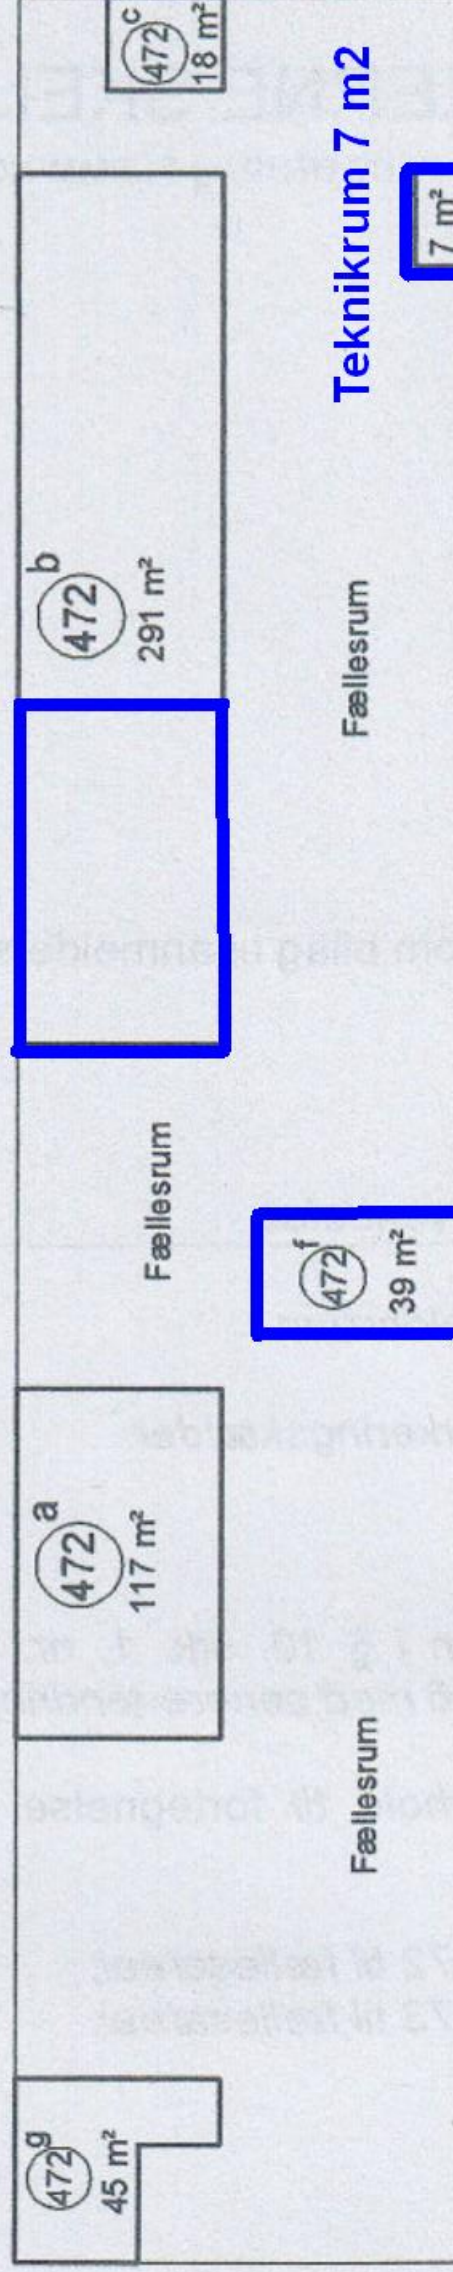 472 c
18 m²
Teknikrum 7 m2
7 m²
472 b
291 m²
Fællesrum
Fællesrum
472 f
39 m²
472 a
117 m²
Fællesrum
472 g
45 m²